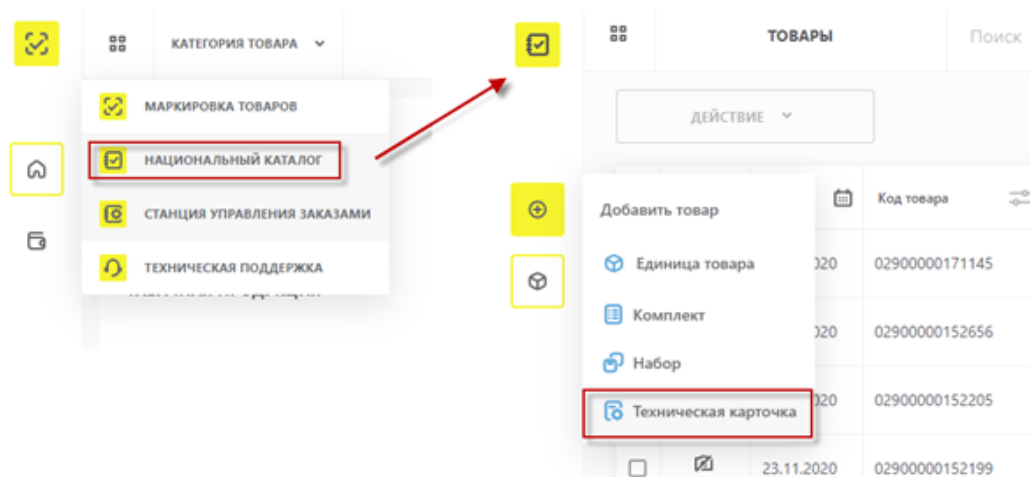 КАТЕГОРИЯ ТОВАРА
МАРКИРОВКА ТОВАРОВ
НАЦИОНАЛЬНЫЙ КАТАЛОГ
СТАНЦИЯ УПРАВЛЕНИЯ ЗАКАЗАМИ
ТЕХНИЧЕСКАЯ ПОДДЕРЖКА
ТОВАРЫ
Поиск
ДЕЙСТВИЕ
Добавить товар
Код товара
Единица товара
020 02900000171145
Комплект
020 02900000152656
Набор
Техническая карточка
020 02900000152205
23.11.2020 02900000152199